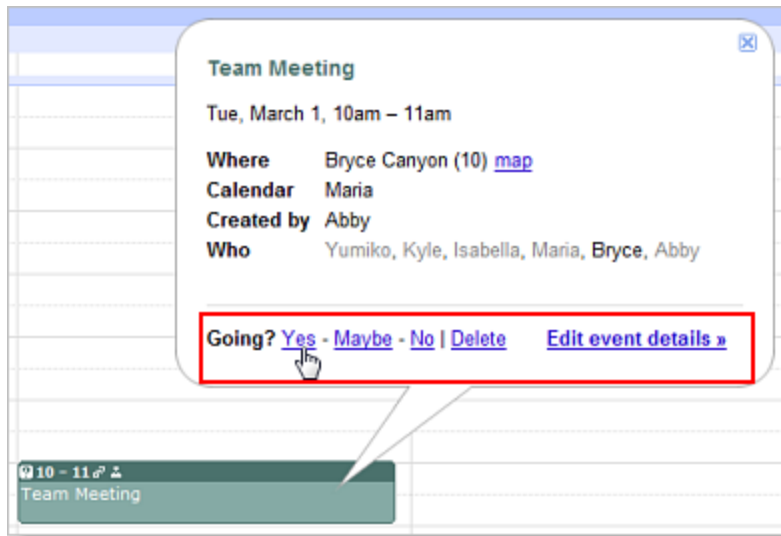 Team Meeting
Tue, March 1, 10am – 11am
Where Bryce Canyon (10) map
Calendar Maria
Created by Abby
Who Yumiko, Kyle, Isabella, Maria, Bryce, Abby
Going? Yes - Maybe - No | Delete Edit event details »
10 – 11
Team Meeting